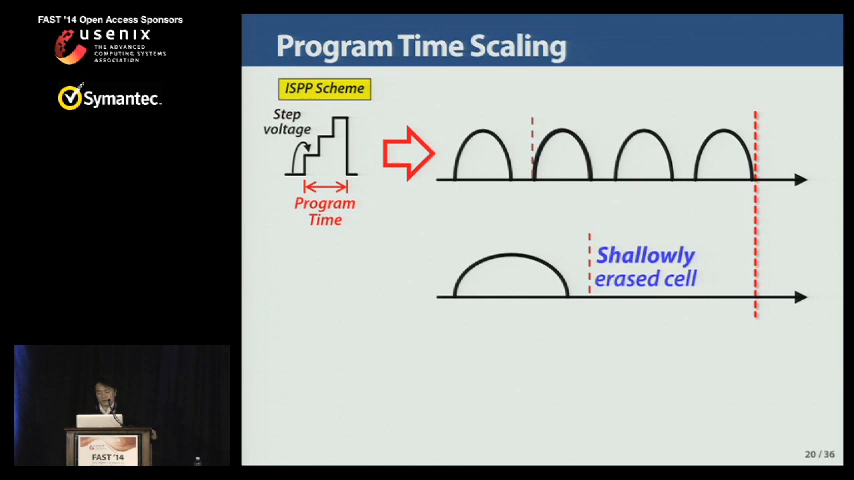 FAST '14 Open Access Sponsors
usenix
THE ADVANCED
COMPUTING SYSTEMS
ASSOCIATION
Symantec.
Program Time Scaling
ISPP Scheme
Step
voltage
Program
Time
Shallowly
erased cell
FAST '14
20 / 36